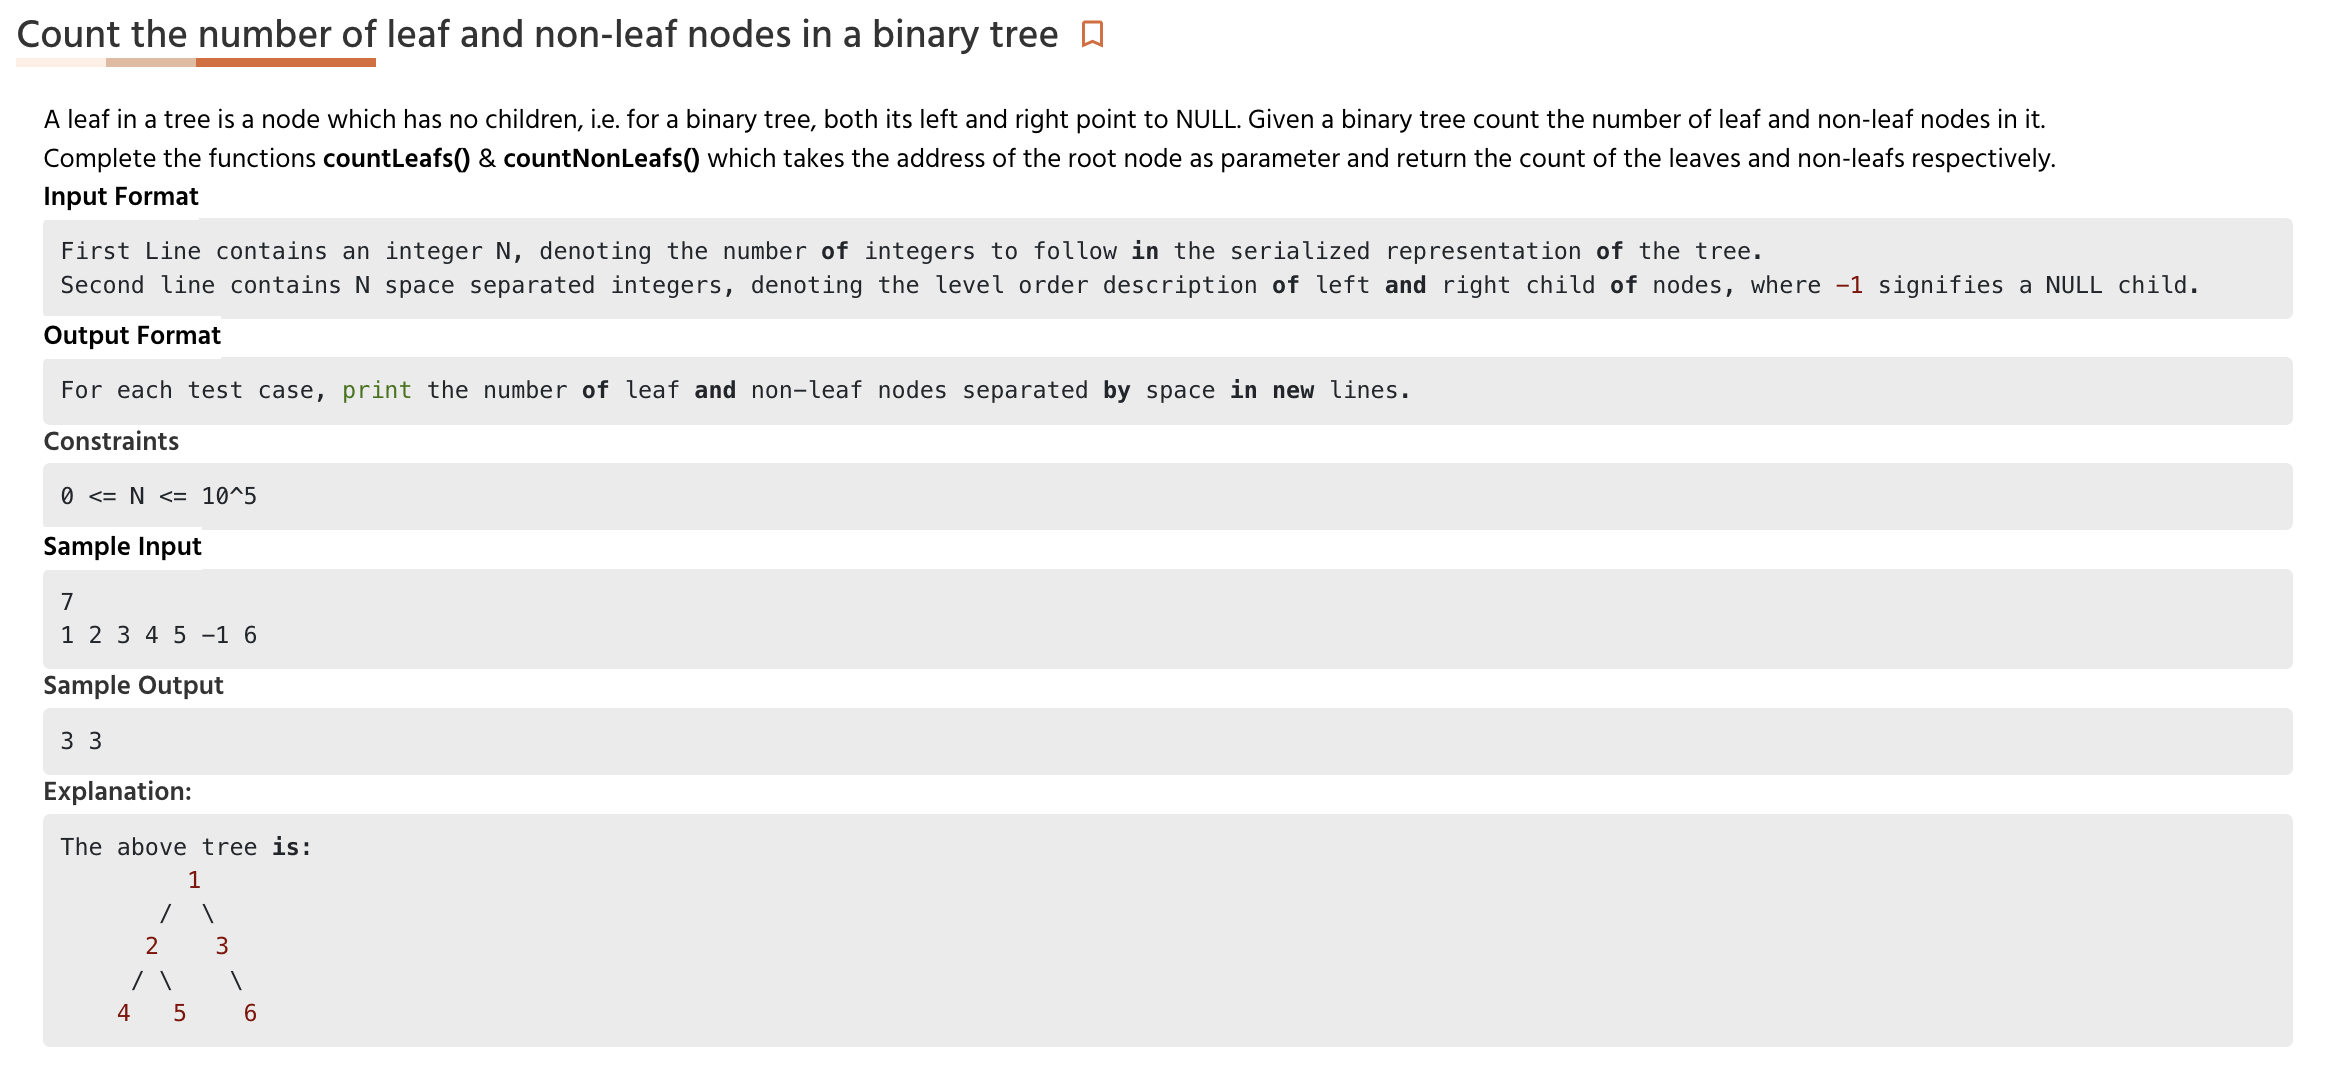 Count the number of leaf and non-leaf nodes in a binary tree
A leaf in a tree is a node which has no children, i.e. for a binary tree, both its left and right point to NULL. Given a binary tree count the number of leaf and non-leaf nodes in it.
Complete the functions countLeafs() & countNonLeafs() which takes the address of the root node as parameter and return the count of the leaves and non-leafs respectively.
Input Format
First Line contains an integer N, denoting the number of integers to follow in the serialized representation of the tree.
Second line contains N space separated integers, denoting the level order description of left and right child of nodes, where −1 signifies a NULL child.
Output Format
For each test case, print the number of leaf and non−leaf nodes separated by space in new lines.
Constraints
0 <= N <= 10^5
Sample Input
7
1 2 3 4 5 −1 6
Sample Output
3 3
Explanation:
The above tree is:
1
/ \
2 3
/ \ \
4 5 6